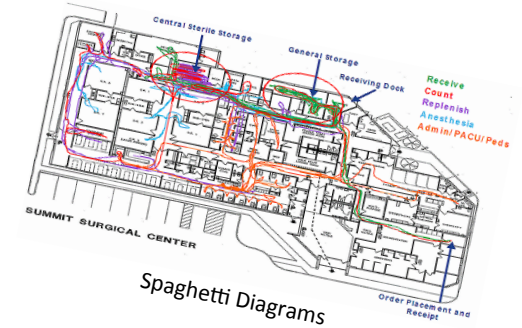 Central Sterile Storage
General Storage
Receiving Dock
Receive
Count
Replenish
Anesthesia
Admin/PACU/Peds
SUMMIT SURGICAL CENTER
Order Placement and
Receipt
Spaghetti Diagrams